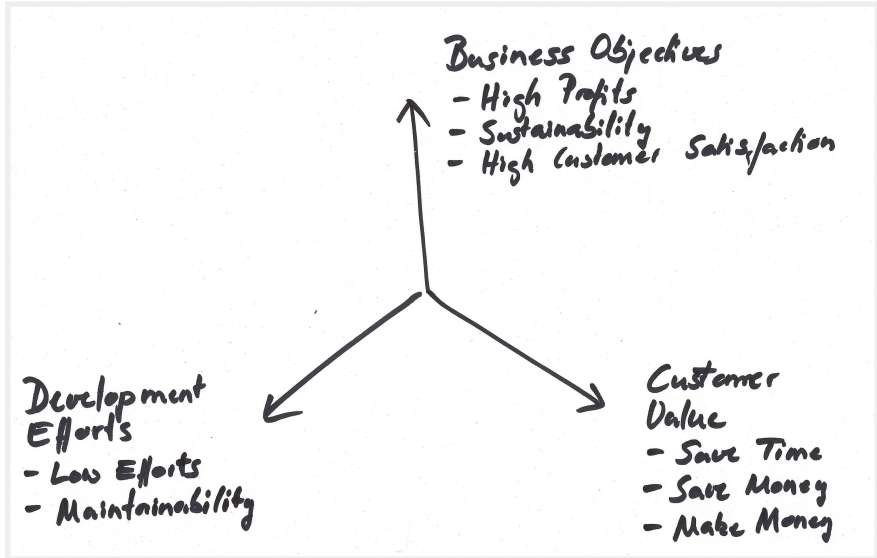 Business Objectives
- High Profits
- Sustainability
- High Customer Satisfaction
Development
Efforts
- Low Efforts
- Maintainability
Customer
Value
- Save Time
- Save Money
- Make Money